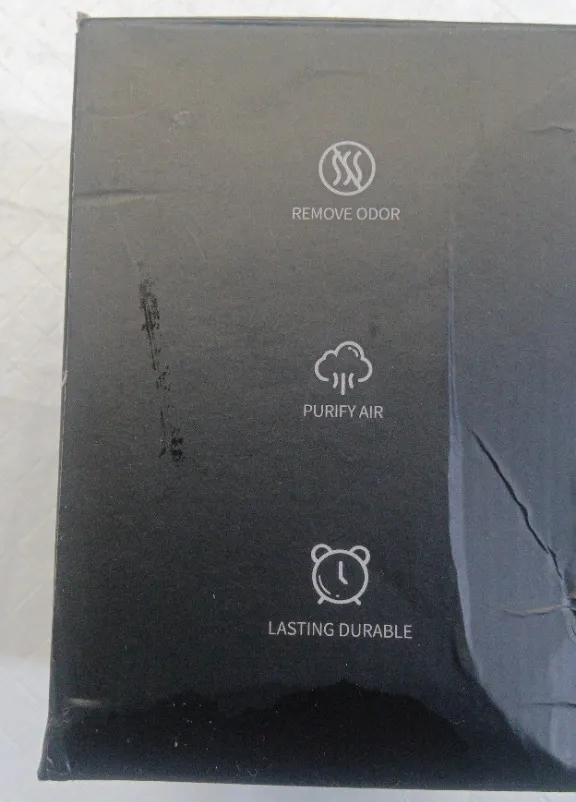 REMOVE ODOR
PURIFY AIR
LASTING DURABLE